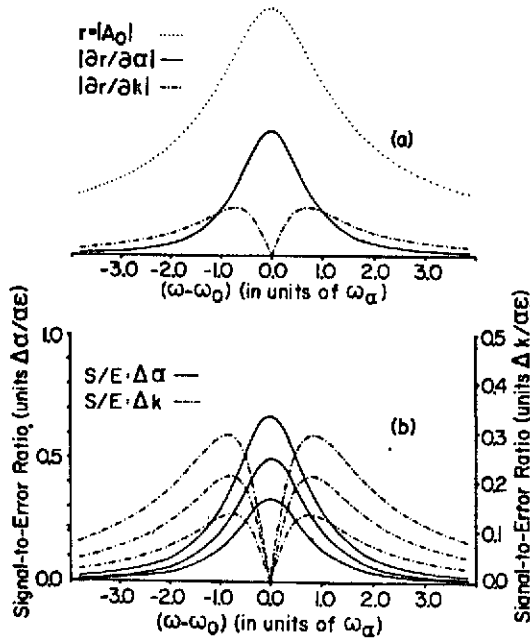 r=|A₀|
|∂r/∂α|
|∂r/∂k|
(a)
-3.0 -2.0 -1.0 0.0 1.0 2.0 3.0
(ω-ω₀) (in units of ωα)
Signal-to-Error Ratio, (units Δα/αε)
1.0
0.5
0.0
S/E: Δα
S/E: Δk
(b)
0.5
0.4
0.3
0.2
0.1
0.0
Signal-to-Error Ratio (units Δk/αε)
-3.0 -2.0 -1.0 0.0 1.0 2.0 3.0
(ω-ω₀) (in units of ωα)